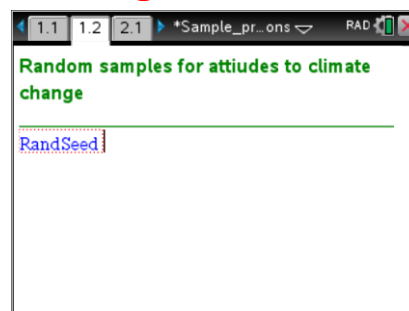 1.1 1.2 2.1 *Sample_pr...ons RAD
Random samples for attiudes to climate
change
RandSeed